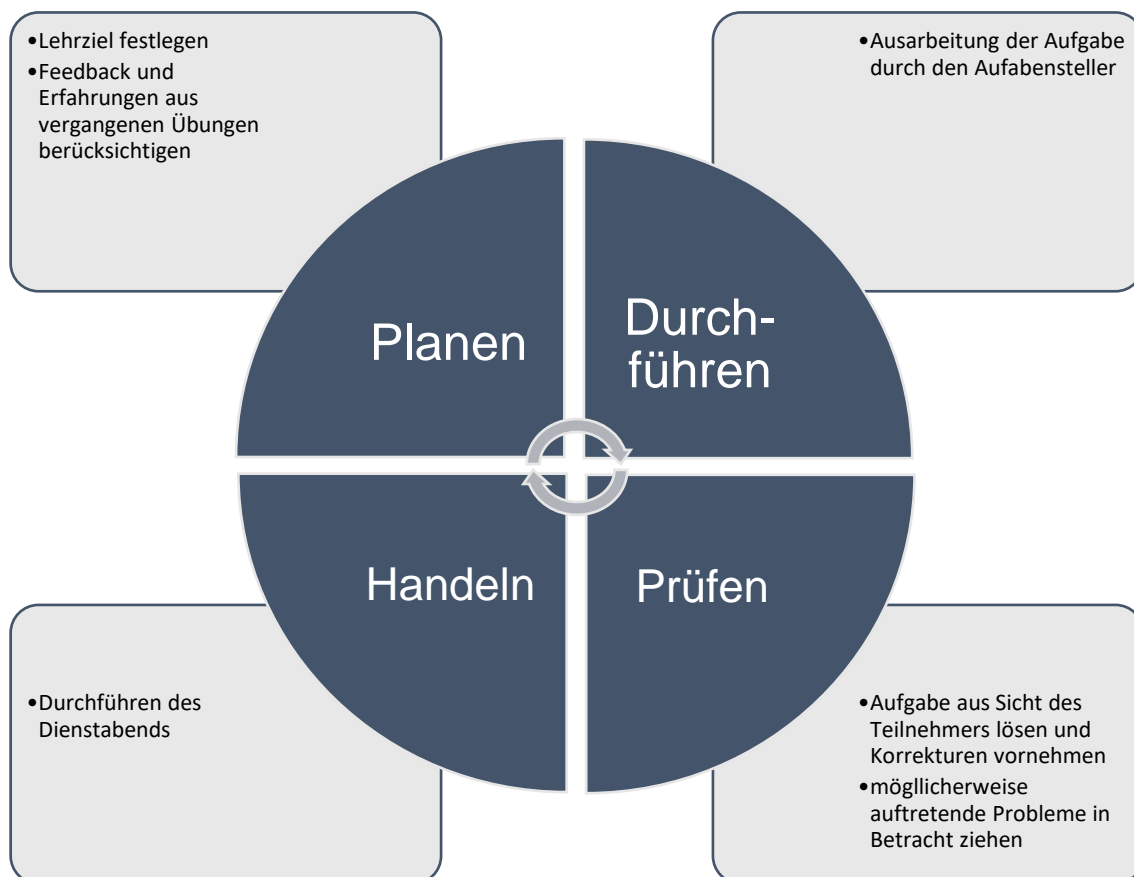 •Lehrziel festlegen
•Feedback und
Erfahrungen aus
vergangenen Übungen
berücksichtigen
•Ausarbeitung der Aufgabe
durch den Aufabensteller
Planen
Durch-
führen
Handeln
Prüfen
•Durchführen des
Dienstabends
•Aufgabe aus Sicht des
Teilnehmers lösen und
Korrekturen vornehmen
•mögllicherweise
auftretende Probleme in
Betracht ziehen